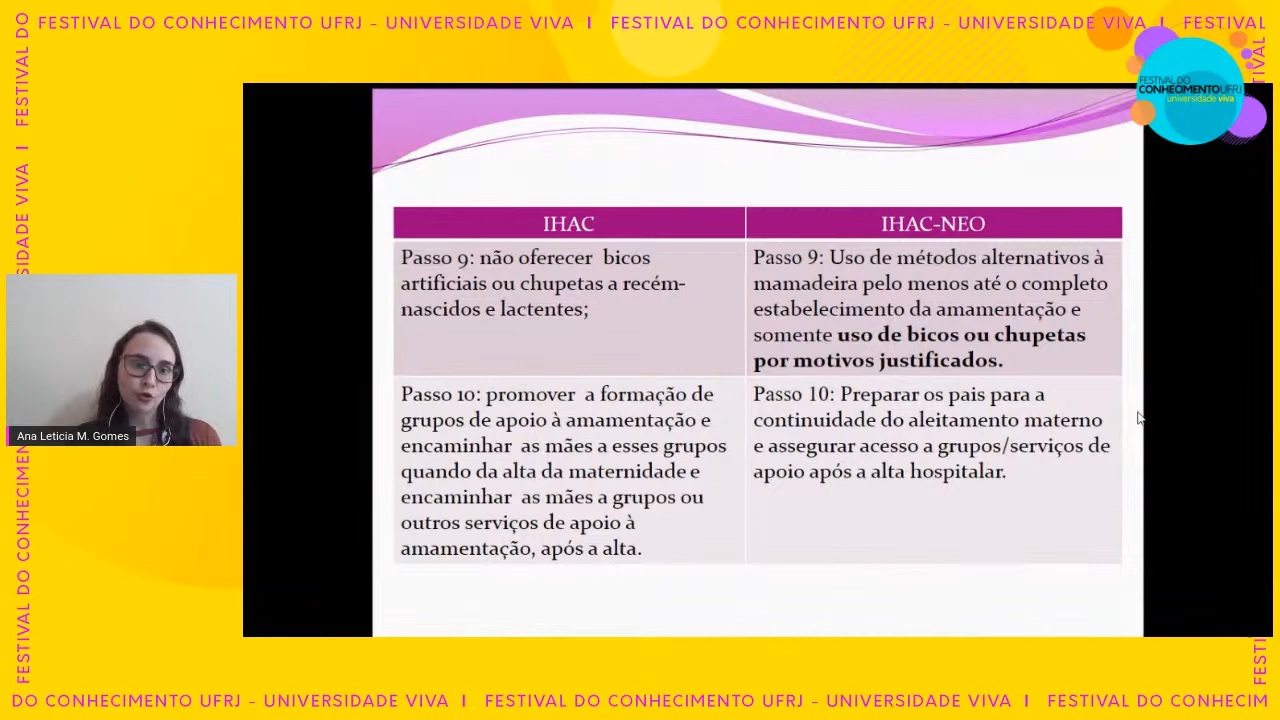 FESTIVAL DO CONHECIMENTO UFRJ - UNIVERSIDADE VIVA I FESTIVAL DO CONHECIMENTO UFRJ - UNIVERSIDADE VIVA I FESTIVAL
FESTIVAL DO CONHECIMEN
SIDADE VIVA I FESTIVAL DO
FESTIVAL DO
CONHECIMENTO UFRJ
universidade viva
IHAC
IHAC-NEO
Passo 9: não oferecer bicos
artificiais ou chupetas a recém-
nascidos e lactentes;
Passo 9: Uso de métodos alternativos à
mamadeira pelo menos até o completo
estabelecimento da amamentação e
somente uso de bicos ou chupetas
por motivos justificados.
Passo 10: promover a formação de
grupos de apoio à amamentação e
encaminhar as mães a esses grupos
quando da alta da maternidade e
encaminhar as mães a grupos ou
outros serviços de apoio à
amamentação, após a alta.
Passo 10: Preparar os pais para a
continuidade do aleitamento materno
e assegurar acesso a grupos/serviços de
apoio após a alta hospitalar.
Ana Leticia M. Gomes
DO CONHECIMENTO UFRJ - UNIVERSIDADE VIVA I FESTIVAL DO CONHECIMENTO UFRJ - UNIVERSIDADE VIVA I FESTIVAL DO CONHECIM